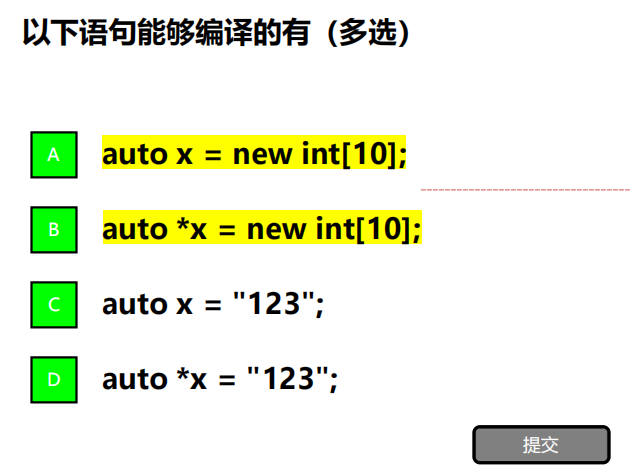 以下语句能够编译的有（多选）
A auto x = new int[10];
B auto *x = new int[10];
C auto x = "123";
D auto *x = "123";
提交